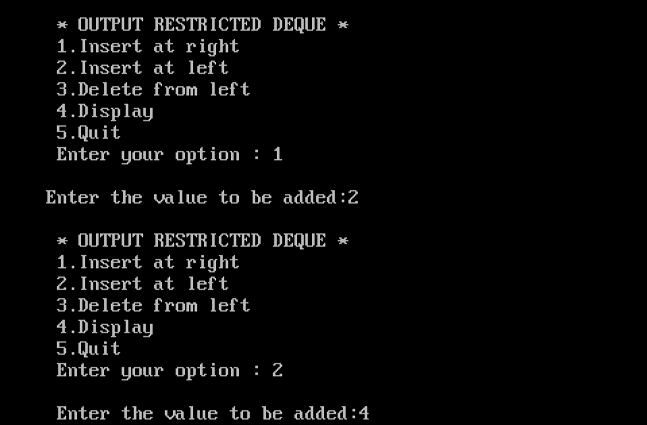 * OUTPUT RESTRICTED DEQUE *
1.Insert at right
2.Insert at left
3.Delete from left
4.Display
5.Quit
Enter your option : 1
Enter the value to be added:2
* OUTPUT RESTRICTED DEQUE *
1.Insert at right
2.Insert at left
3.Delete from left
4.Display
5.Quit
Enter your option : 2
Enter the value to be added:4